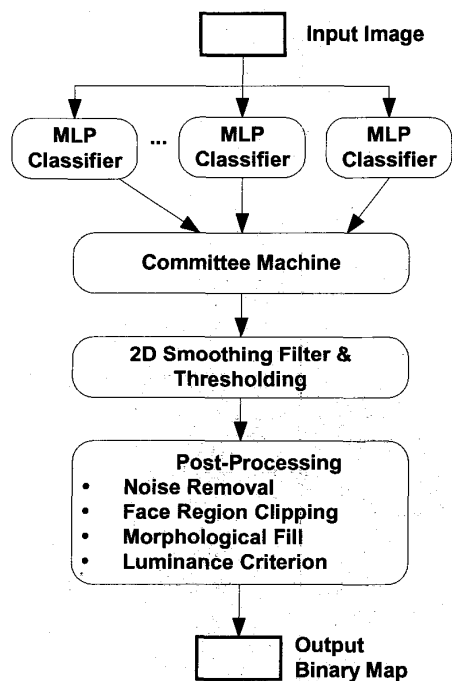 Input Image
MLP
Classifier
...
MLP
Classifier
MLP
Classifier
Committee Machine
2D Smoothing Filter &
Thresholding
Post-Processing
• Noise Removal
• Face Region Clipping
• Morphological Fill
• Luminance Criterion
Output
Binary Map